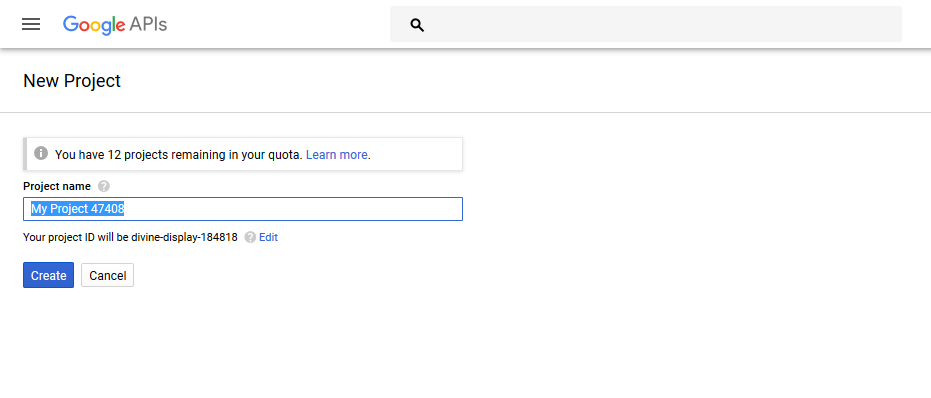 Google APIs
New Project
You have 12 projects remaining in your quota. Learn more.
Project name
My Project 47408
Your project ID will be divine-display-184818 Edit
Create Cancel